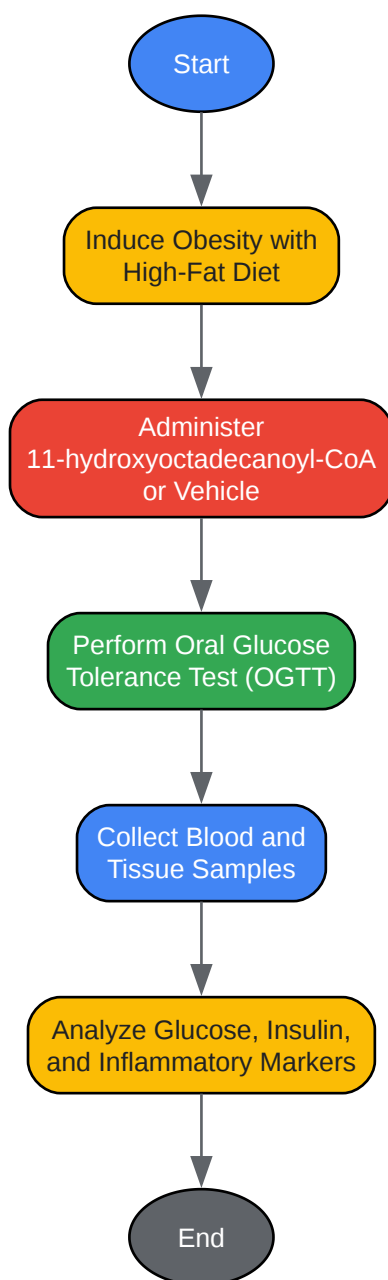 Start
Induce Obesity with
High-Fat Diet
Administer
11-hydroxyoctadecanoyl-CoA
or Vehicle
Perform Oral Glucose
Tolerance Test (OGTT)
Collect Blood and
Tissue Samples
Analyze Glucose, Insulin,
and Inflammatory Markers
End